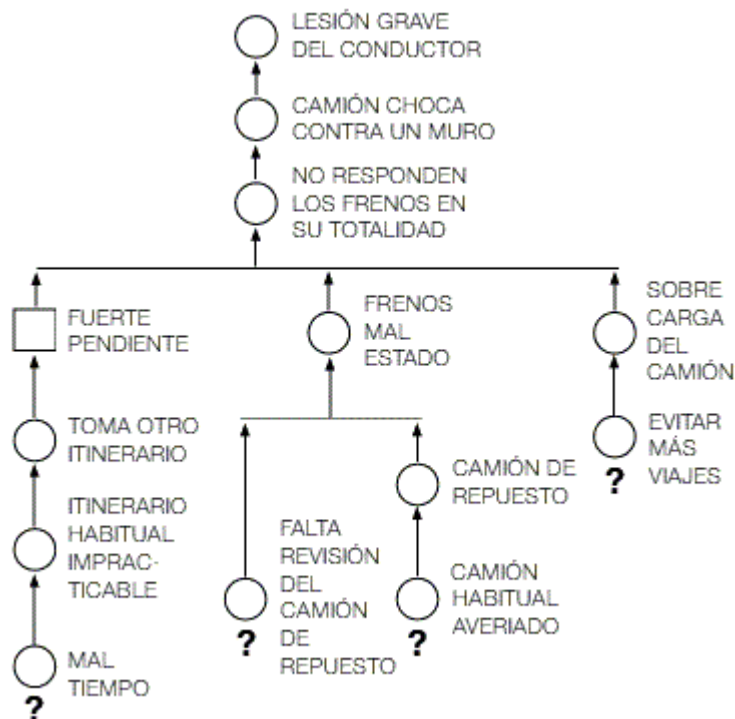 LESIÓN GRAVE
DEL CONDUCTOR
CAMIÓN CHOCA
CONTRA UN MURO
NO RESPONDEN
LOS FRENOS EN
SU TOTALIDAD
FUERTE
PENDIENTE
FRENOS
MAL
ESTADO
SOBRE
CARGA
DEL
CAMIÓN
TOMA OTRO
ITINERARIO
EVITAR
MÁS
VIAJES
?
CAMIÓN DE
REPUESTO
ITINERARIO
HABITUAL
IMPRAC-
TICABLE
FALTA
REVISIÓN
DEL
CAMIÓN
DE
REPUESTO
?
CAMIÓN
HABITUAL
AVERIADO
?
MAL
TIEMPO
?